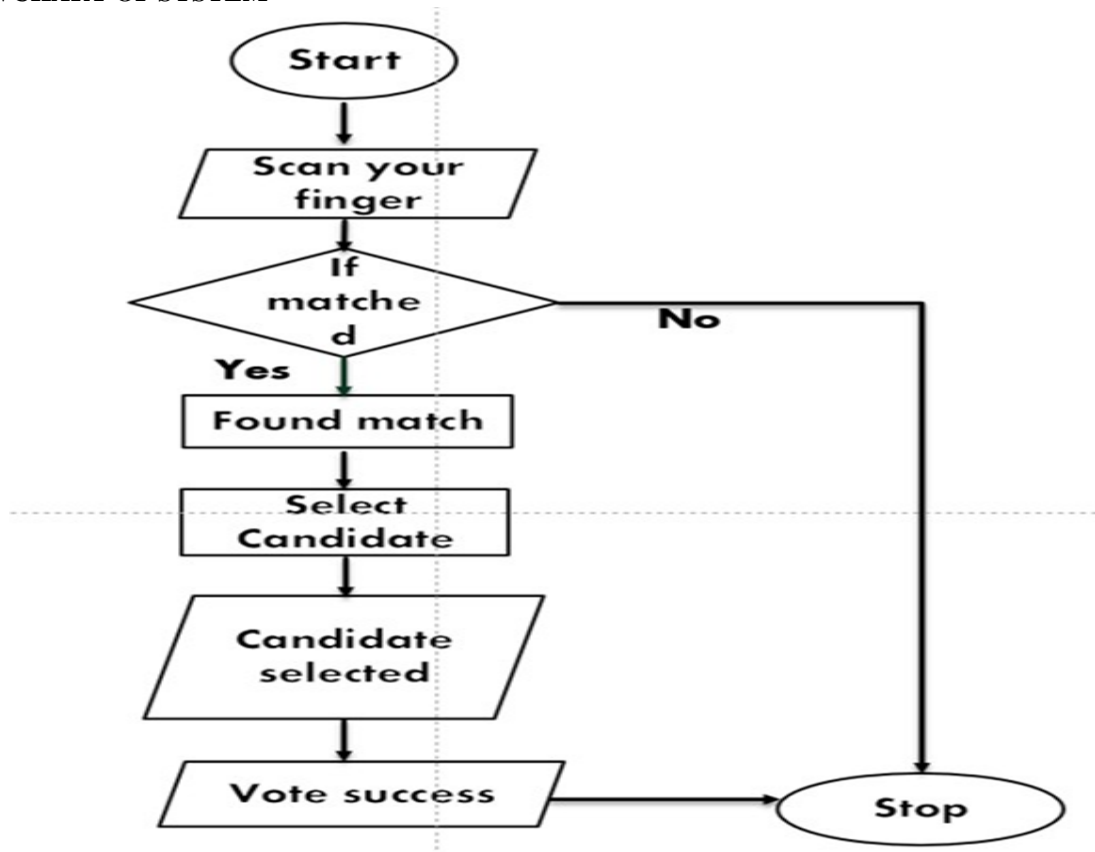 Start
Scan your
finger
If
matche
d
No
Yes
Found match
Select
Candidate
Candidate
selected
Vote success
Stop